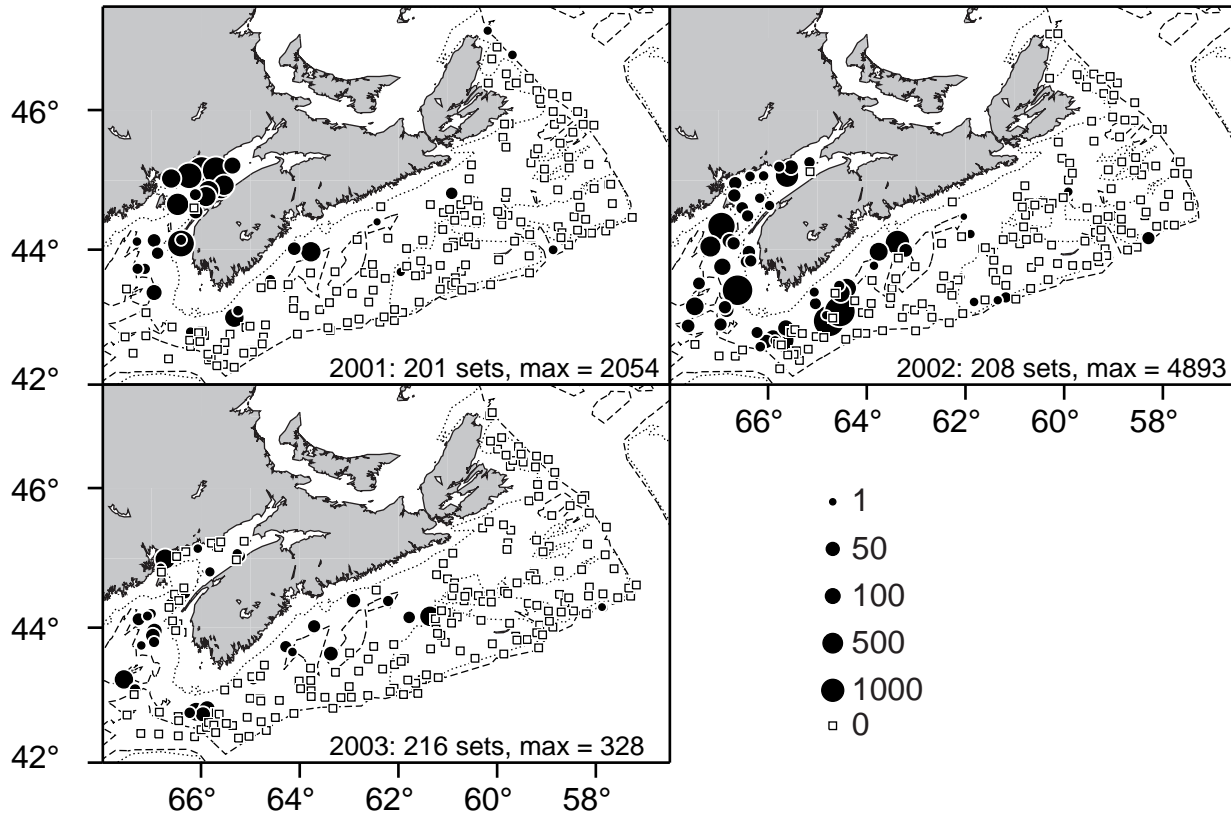 46°
44°
42°
2001: 201 sets, max = 2054
2002: 208 sets, max = 4893
66° 64° 62° 60° 58°
46°
44°
42°
2003: 216 sets, max = 328
66° 64° 62° 60° 58°
1
50
100
500
1000
0